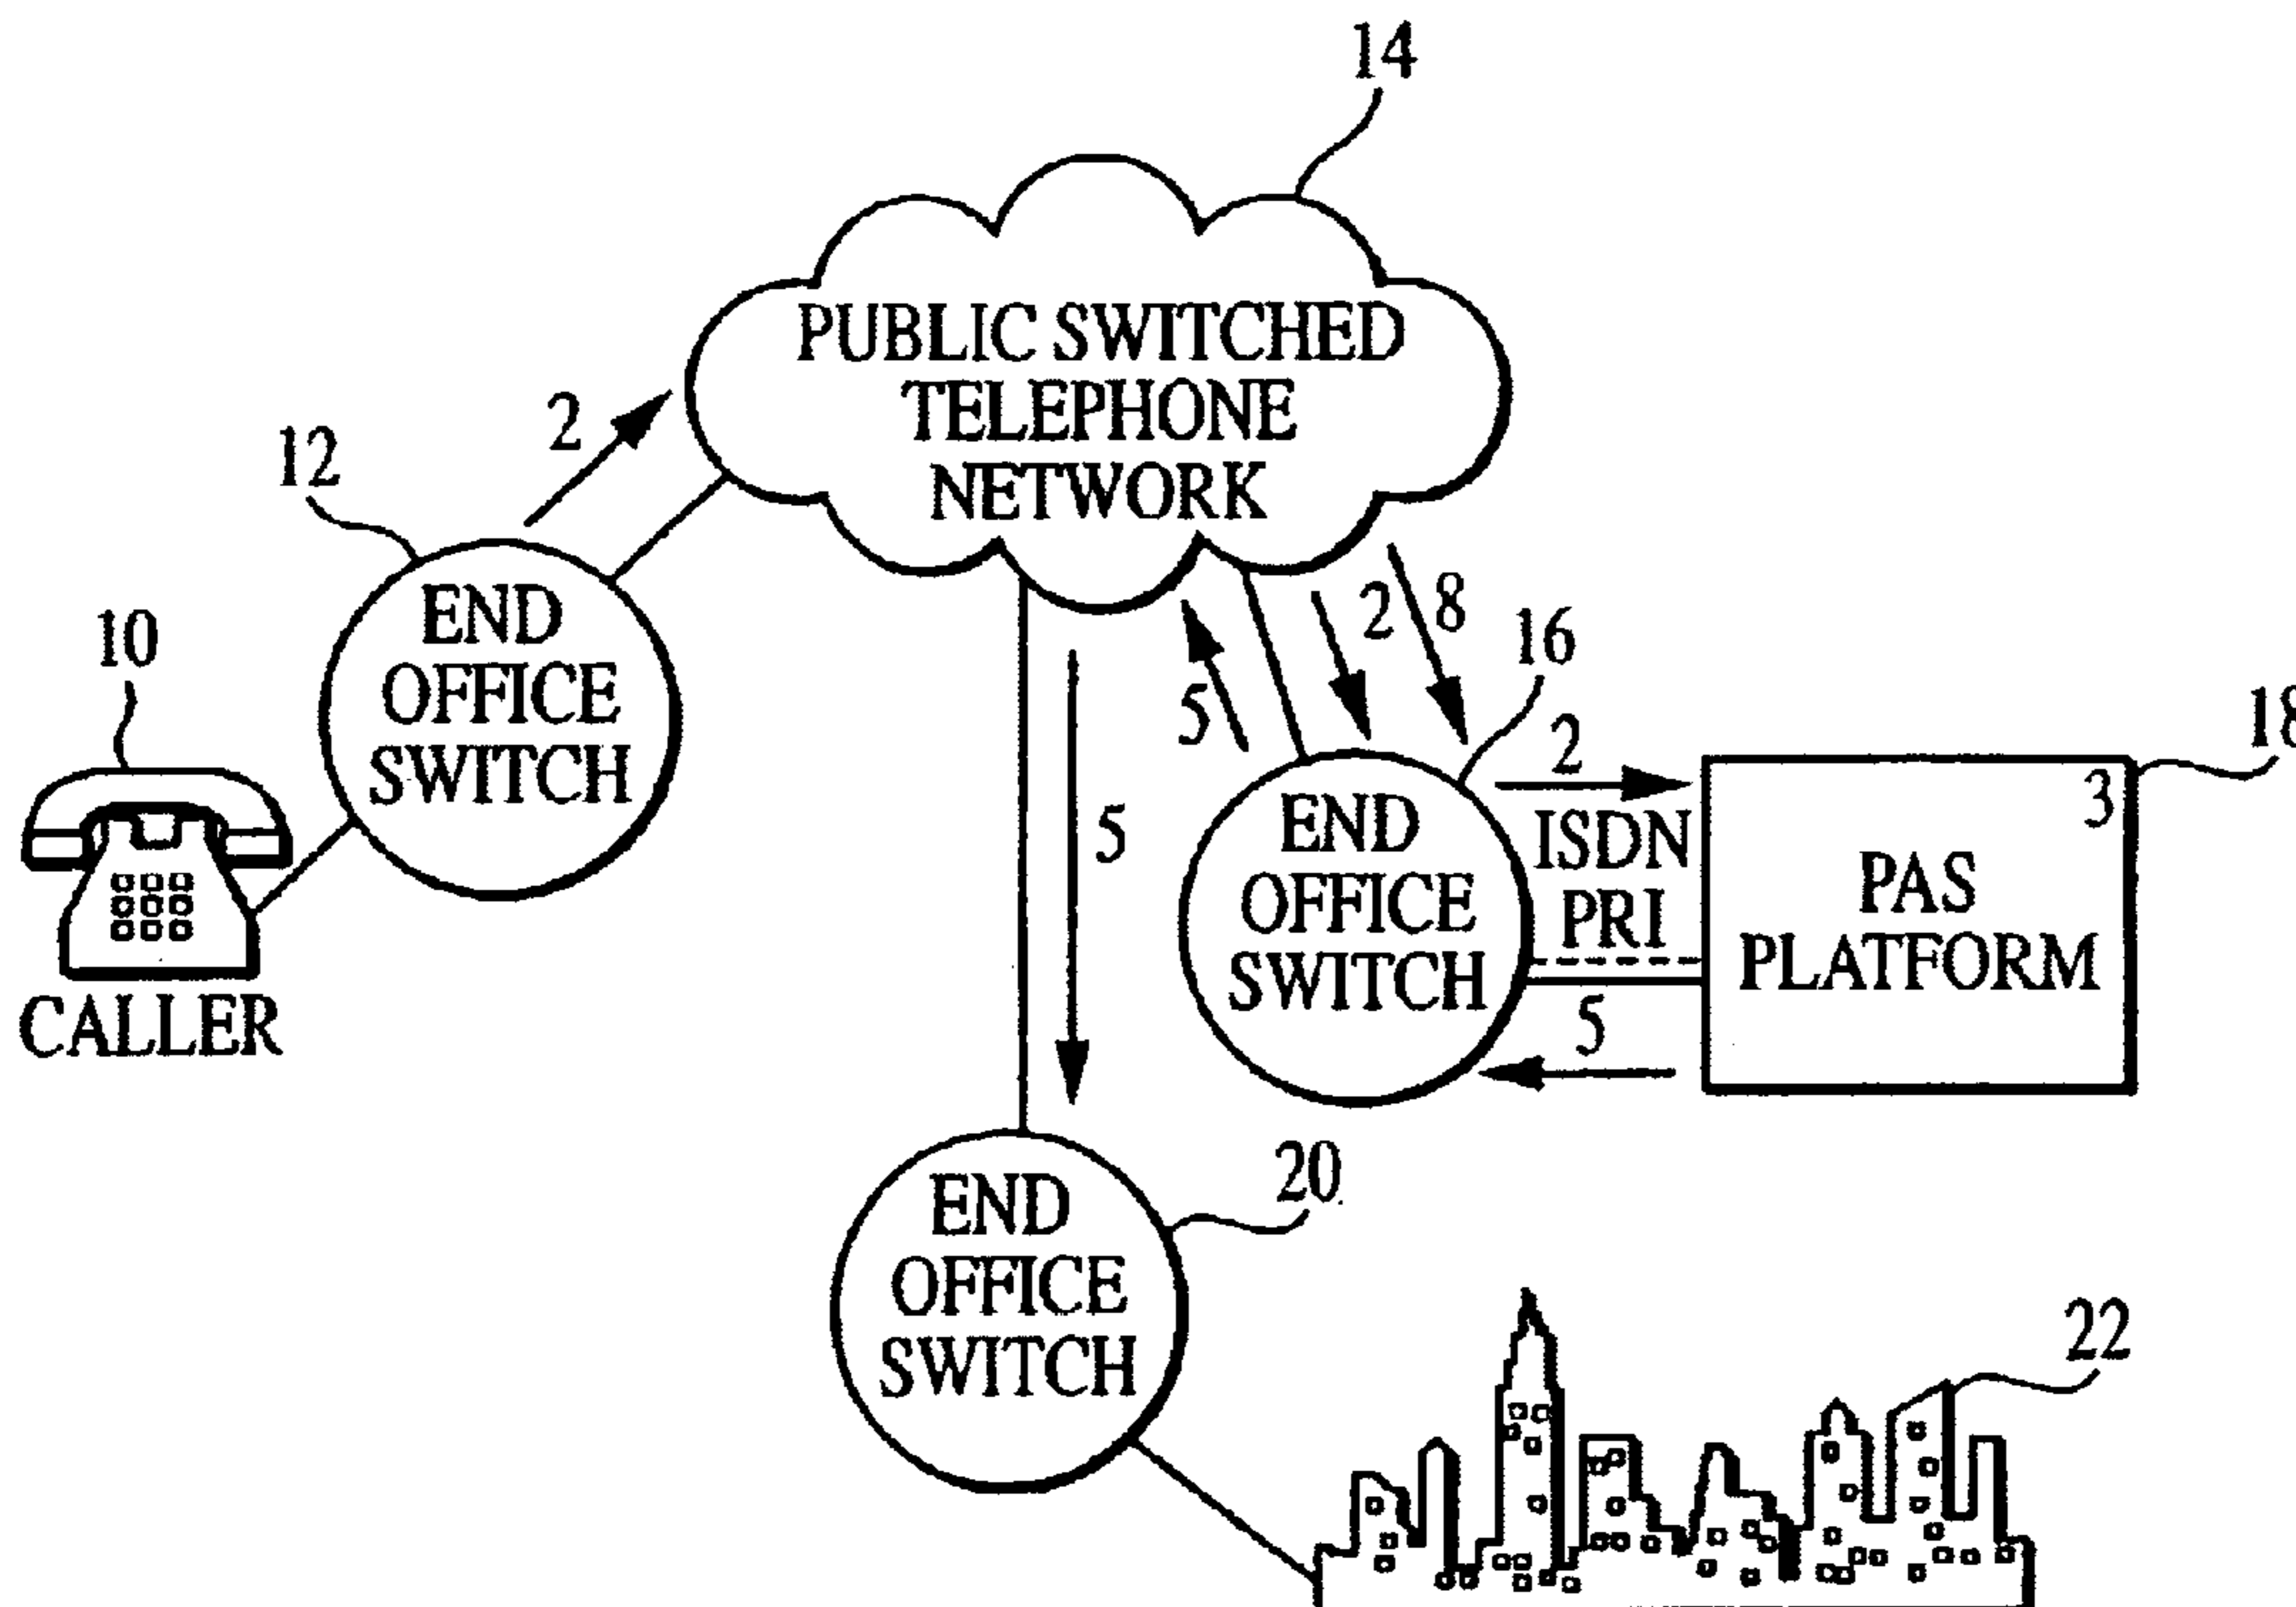 14
PUBLIC SWITCHED
TELEPHONE
NETWORK
2
12
END
OFFICE
SWITCH
10
CALLER
5
5
2
8
16
END
OFFICE
SWITCH
2
ISDN
PRI
5
18
3
PAS
PLATFORM
20
END
OFFICE
SWITCH
22